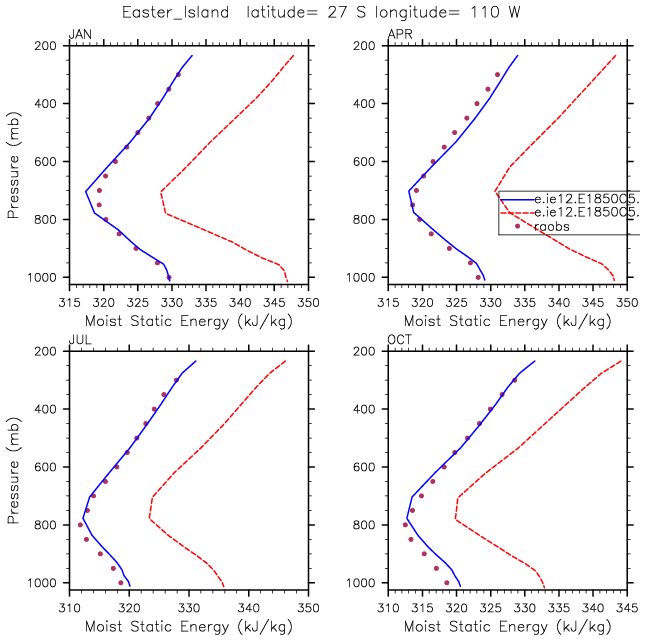 Easter_Island latitude= 27 S longitude= 110 W
JAN
APR
200
400
600
800
1000
Pressure (mb)
315 320 325 330 335 340 345 350
Moist Static Energy (kJ/kg)
200
400
600
800
1000
315 320 325 330 335 340 345 350
Moist Static Energy (kJ/kg)
e.ie12.E1850C5.
e.ie12.E1850C5.
raobs
JUL
OCT
200
400
600
800
1000
Pressure (mb)
310 320 330 340 350
Moist Static Energy (kJ/kg)
200
400
600
800
1000
310 315 320 325 330 335 340 345
Moist Static Energy (kJ/kg)